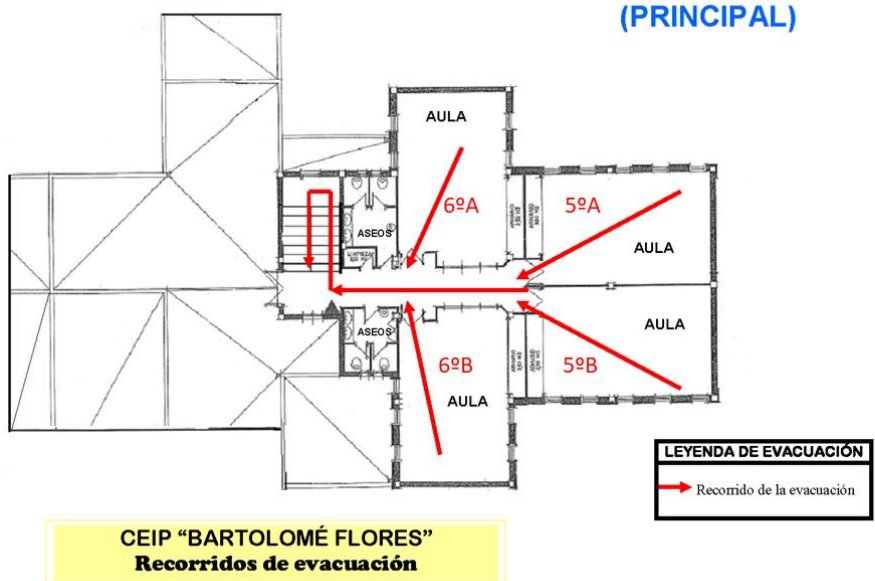 (PRINCIPAL)
AULA
6ºA
5ºA
ASEOS
AULA
AULA
ASEOS
6ºB
5ºB
AULA
LEYENDA DE EVACUACIÓN
Recorrido de la evacuación
CEIP “BARTOLOMÉ FLORES”
Recorridos de evacuación